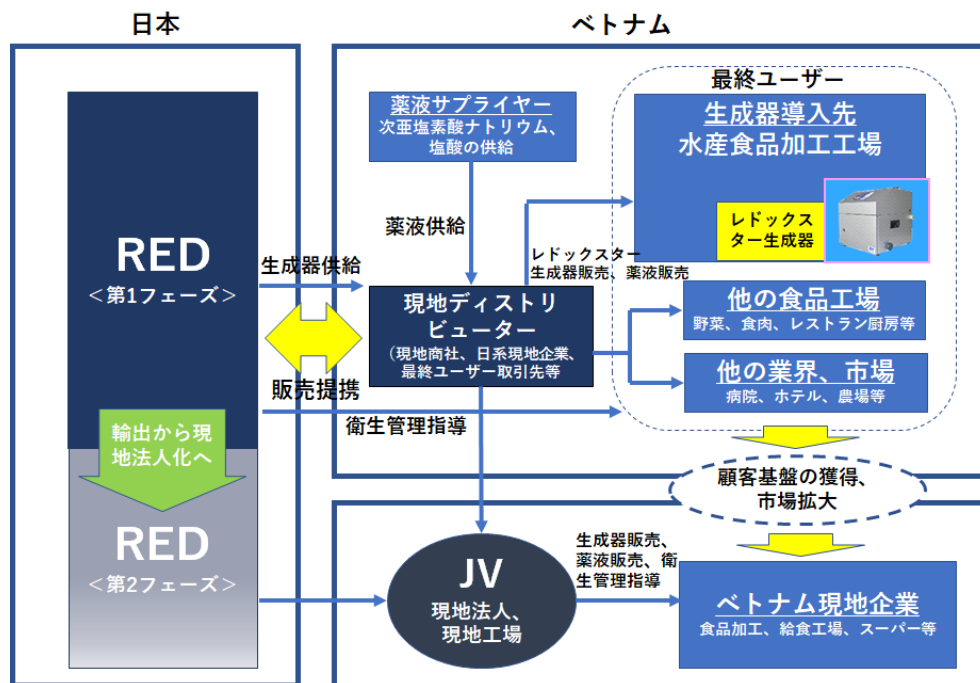 日本
ベトナム
最終ユーザー
薬液サプライヤー
次亜塩素酸ナトリウム、
塩酸の供給
生成器導入先
水産食品加工工場
レドックス
ター生成器
薬液供給
レドックスター
生成器販売、薬液販売
RED
＜第1フェーズ＞
生成器供給
現地ディストリ
ビューター
（現地商社、日系現地企業、
最終ユーザー取引先等
他の食品工場
野菜、食肉、レストラン厨房等
他の業界、市場
病院、ホテル、農場等
販売提携
衛生管理指導
輸出から現
地法人化へ
顧客基盤の獲得、
市場拡大
RED
＜第2フェーズ＞
JV
現地法人、
現地工場
生成器販売、
薬液販売、衛
生管理指導
ベトナム現地企業
食品加工、給食工場、スーパー等